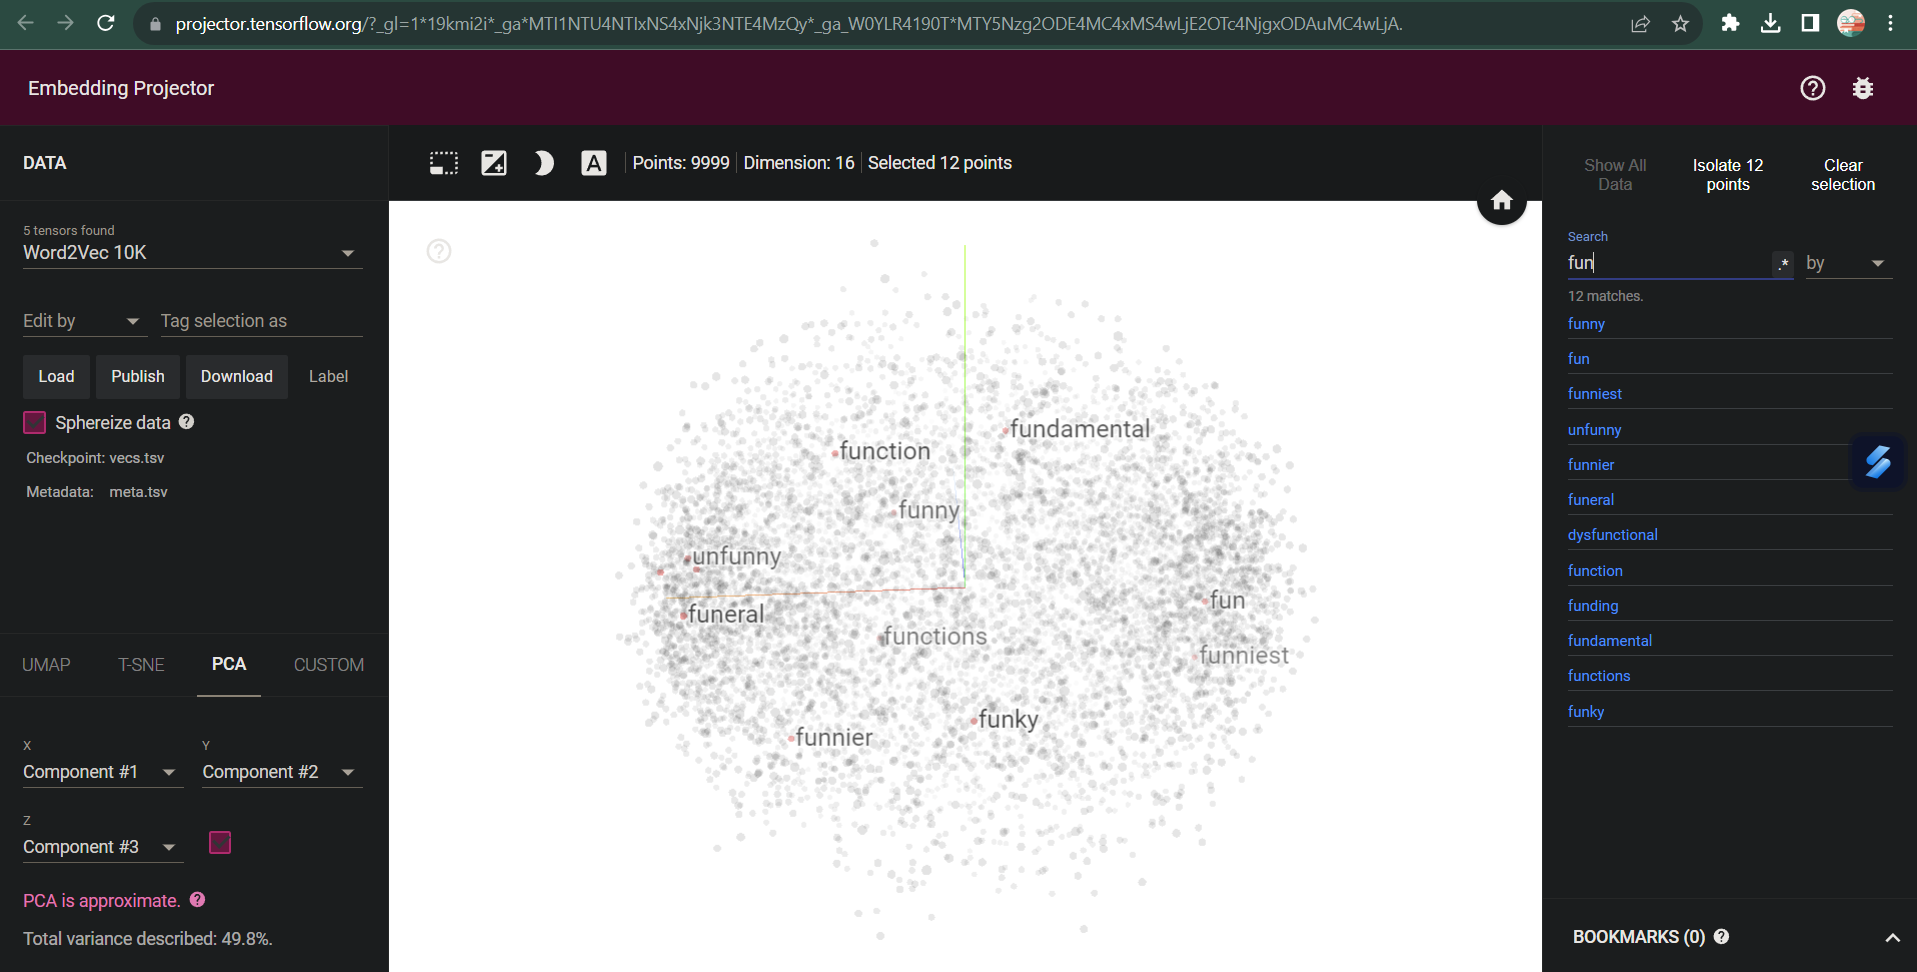 projector.tensorflow.org/?_gl=1*19kmi2i*_ga*MTI1NTU4NTIxNS4xNjk3NTE4MzQy*_ga_W0YLR4190T*MTY5Nzg2ODE4MC4xMS4wLjE2OTc4NjgxODAuMC4wLjA.
Embedding Projector
DATA
5 tensors found
Word2Vec 10K
Edit by
Tag selection as
Load
Publish
Download
Label
Sphereize data
Checkpoint: vecs.tsv
Metadata: meta.tsv
UMAP
T-SNE
PCA
CUSTOM
X
Component #1
Y
Component #2
Z
Component #3
PCA is approximate.
Total variance described: 49.8%.
A
Points: 9999
Dimension: 16
Selected 12 points
fundamental
function
funny
unfunny
fun
funeral
functions
funniest
funky
funnier
Show All
Data
Isolate 12
points
Clear
selection
Search
fun
.*
by
12 matches.
funny
fun
funniest
unfunny
funnier
funeral
dysfunctional
function
funding
fundamental
functions
funky
BOOKMARKS (0)